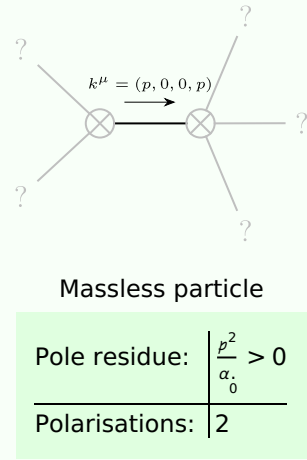 ?
?
k^μ = (p, 0, 0, p)
?
?
?
Massless particle
Pole residue: p²/α₀ > 0
Polarisations: 2